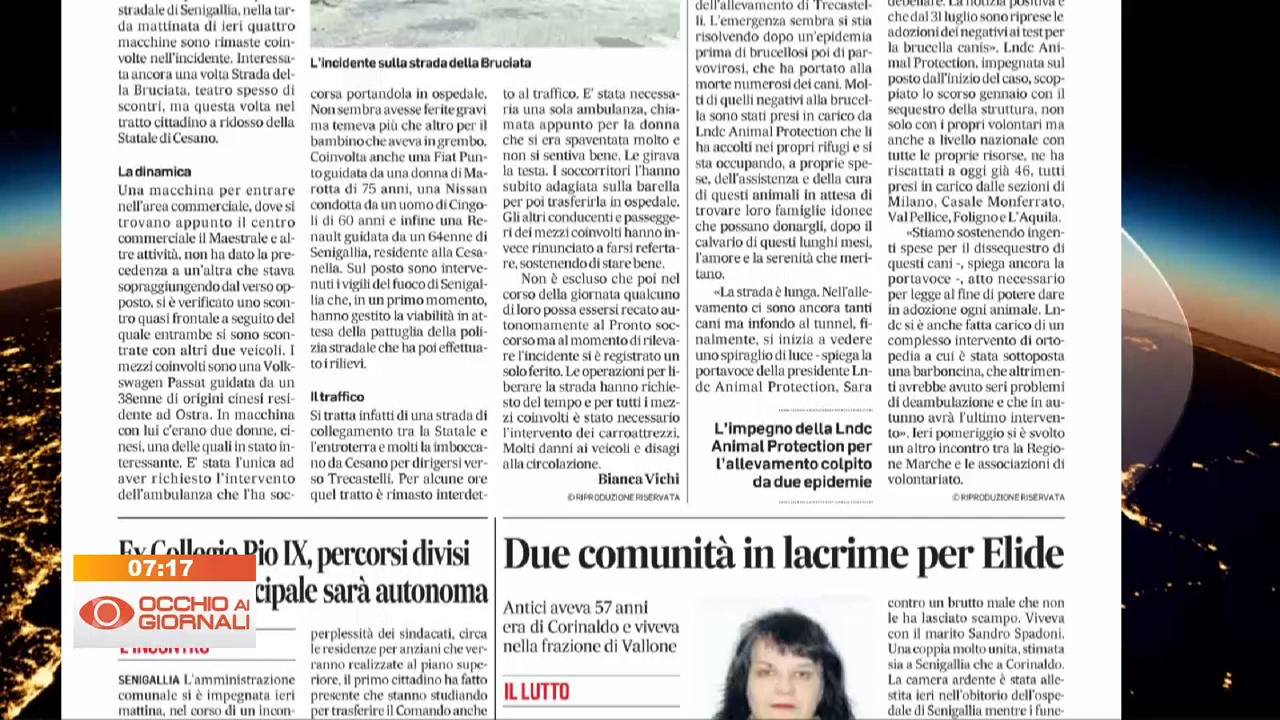 stradale di Senigallia, nella tar-
da mattinata di ieri quattro
macchine sono rimaste coin-
volte nell'incidente. Interessa-
ta ancora una volta Strada del-
la Bruciata, teatro spesso di
scontri, ma questa volta nel
tratto cittadino a ridosso della
Statale di Cesano.
La dinamica
Una macchina per entrare
nell'area commerciale, dove si
trovano appunto il centro
commerciale il Maestrale e al-
tre attività, non ha dato la pre-
cedenza a un'altra che stava
sopraggiungendo dal verso op-
posto, si è verificato uno scon-
tro quasi frontale a seguito del
quale entrambe si sono scon-
trate con altri due veicoli. I
mezzi coinvolti sono una Volk-
swagen Passat guidata da un
38enne di origini cinesi resi-
dente ad Ostra. In macchina
con lui c'erano due donne, ci-
nesi, una delle quali in stato in-
teressante. E' stata l'unica ad
aver richiesto l'intervento
dell'ambulanza che l'ha soc-
L'incidente sulla strada della Bruciata
corsa portandola in ospedale.
Non sembra avesse ferite gravi
ma temeva più che altro per il
bambino che aveva in grembo.
Coinvolta anche una Fiat Pun-
to guidata da una donna di Ma-
rotta di 75 anni, una Nissan
condotta da un uomo di Cingo-
li di 60 anni e infine una Re-
nault guidata da un 64enne di
Senigallia, residente alla Cesa-
nella. Sul posto sono interve-
nuti i vigili del fuoco di Senigal-
lia che, in un primo momento,
hanno gestito la viabilità in at-
tesa della pattuglia della poli-
zia stradale che ha poi effettua-
to i rilievi.
Il traffico
Si tratta infatti di una strada di
collegamento tra la Statale e
l'entroterra e molti la imbocca-
no da Cesano per dirigersi ver-
so Trecastelli. Per alcune ore
quel tratto è rimasto interdet-
to al traffico. E' stata necessa-
ria una sola ambulanza, chia-
mata appunto per la donna
che si era spaventata molto e
non si sentiva bene. Le girava
la testa. I soccorritori l'hanno
subito adagiata sulla barella
per poi trasferirla in ospedale.
Gli altri conducenti e passegge-
ri dei mezzi coinvolti hanno in-
vece rinunciato a farsi referta-
re, sostenendo di stare bene.
Non è escluso che poi nel
corso della giornata qualcuno
di loro possa essersi recato au-
tonomamente al Pronto soc-
corso ma al momento di rileva-
re l'incidente si è registrato un
solo ferito. Le operazioni per li-
berare la strada hanno richie-
sto del tempo e per tutti i mez-
zi coinvolti è stato necessario
l'intervento dei carroattrezzi.
Molti danni ai veicoli e disagi
alla circolazione.
Bianca Vichi
© RIPRODUZIONE RISERVATA
dell'allevamento di Trecastel-
li. L'emergenza sembra si stia
risolvendo dopo un'epidemia
prima di brucellosi poi di par-
vovirosi, che ha portato alla
morte numerosi dei cani. Mol-
ti di quelli negativi alla brucel-
la sono stati presi in carico da
Lndc Animal Protection che li
ha accolti nei propri rifugi e si
sta occupando, a proprie spe-
se, dell'assistenza e della cura
di questi animali in attesa di
trovare loro famiglie idonee
che possano donargli, dopo il
calvario di questi lunghi mesi,
l'amore e la serenità che meri-
tano.
«La strada è lunga. Nell'alle-
vamento ci sono ancora tanti
cani ma infondo al tunnel, fi-
nalmente, si inizia a vedere
uno spiraglio di luce - spiega la
portavoce della presidente Ln-
dc Animal Protection, Sara
L'impegno della Lndc
Animal Protection per
l'allevamento colpito
da due epidemie
debellare. La notizia positiva è
che dal 31 luglio sono riprese le
adozioni dei negativi ai test per
la brucella canis». Lndc Ani-
mal Protection, impegnata sul
posto dall'inizio del caso, scop-
piato lo scorso gennaio con il
sequestro della struttura, non
solo con i propri volontari ma
anche a livello nazionale con
tutte le proprie risorse, ne ha
riscattati a oggi già 46, tutti
presi in carico dalle sezioni di
Milano, Casale Monferrato,
Val Pellice, Foligno e L'Aquila.
«Stiamo sostenendo ingen-
ti spese per il dissequestro di
questi cani -, spiega ancora la
portavoce -, atto necessario
per legge al fine di potere dare
in adozione ogni animale. Ln-
dc si è anche fatta carico di un
complesso intervento di orto-
pedia a cui è stata sottoposta
una barboncina, che altrimen-
ti avrebbe avuto seri problemi
di deambulazione e che in au-
tunno avrà l'ultimo interven-
to». Ieri pomeriggio si è svolto
un altro incontro tra la Regio-
ne Marche e le associazioni di
volontariato.
© RIPRODUZIONE RISERVATA
Ex Collegio Pio IX, percorsi divisi
cipale sarà autonoma
L'INCONTRO
SENIGALLIA L'amministrazione
comunale si è impegnata ieri
mattina, nel corso di un incon-
perplessità dei sindacati, circa
le residenze per anziani che ver-
ranno realizzate al piano supe-
riore, il primo cittadino ha fatto
presente che stanno studiando
per trasferire il Comando anche
Due comunità in lacrime per Elide
Antici aveva 57 anni
era di Corinaldo e viveva
nella frazione di Vallone
IL LUTTO
contro un brutto male che non
le ha lasciato scampo. Viveva
con il marito Sandro Spadoni.
Una coppia molto unita, stimata
sia a Senigallia che a Corinaldo.
La camera ardente è stata alle-
stita ieri nell'obitorio dell'ospe-
dale di Senigallia mentre i fune-
07:17
OCCHIO AI
GIORNALI